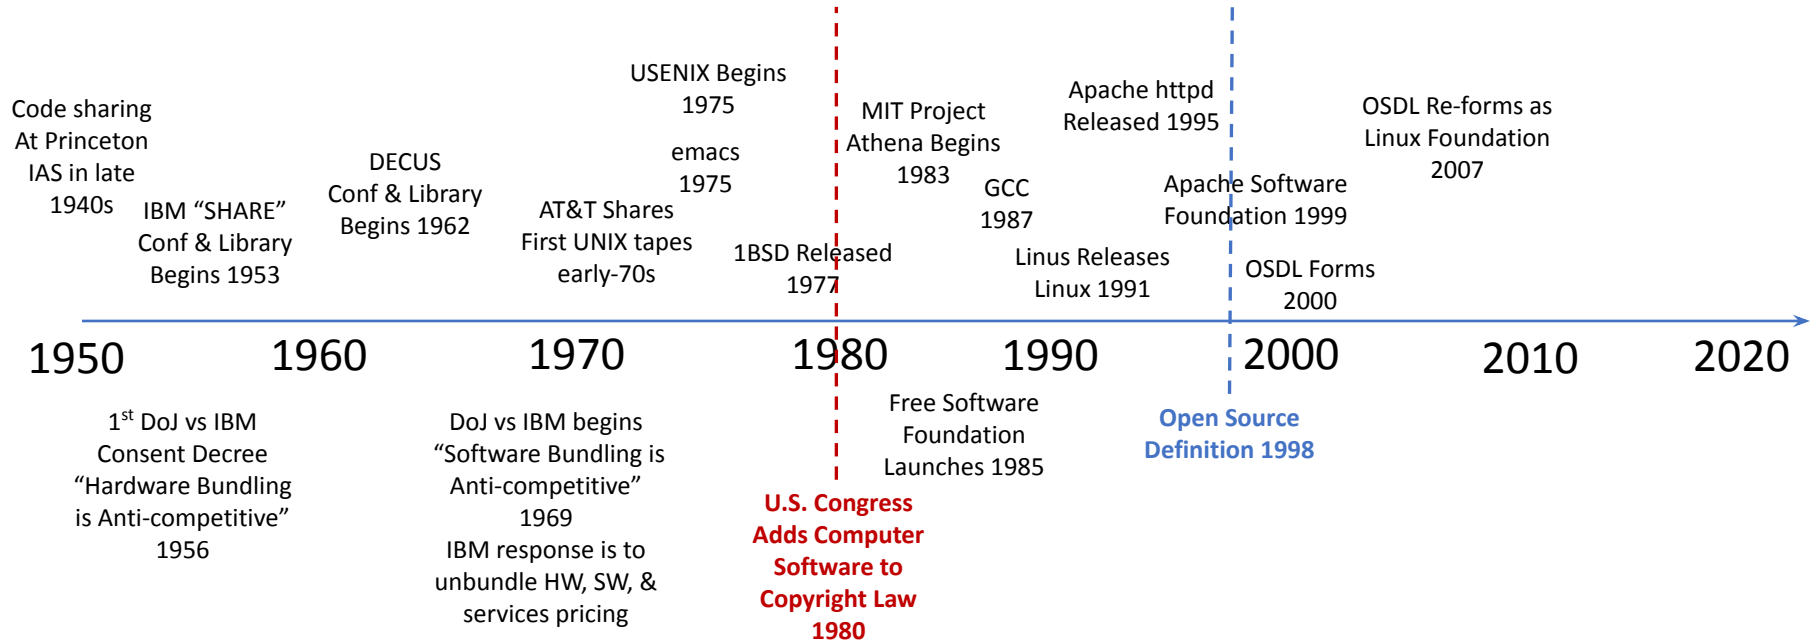 Code sharing
At Princeton
IAS in late
1940s
IBM “SHARE”
Conf & Library
Begins 1953
DECUS
Conf & Library
Begins 1962
AT&T Shares
First UNIX tapes
early-70s
USENIX Begins
1975
emacs
1975
1BSD Released
1977
MIT Project
Athena Begins
1983
GCC
1987
Linus Releases
Linux 1991
Apache httpd
Released 1995
Apache Software
Foundation 1999
OSDL Forms
2000
OSDL Re-forms as
Linux Foundation
2007
1950 1960 1970 1980 1990 2000 2010 2020
1st DoJ vs IBM
Consent Decree
“Hardware Bundling
is Anti-competitive”
1956
DoJ vs IBM begins
“Software Bundling is
Anti-competitive”
1969
IBM response is to
unbundle HW, SW, &
services pricing
U.S. Congress
Adds Computer
Software to
Copyright Law
1980
Free Software
Foundation
Launches 1985
Open Source
Definition 1998